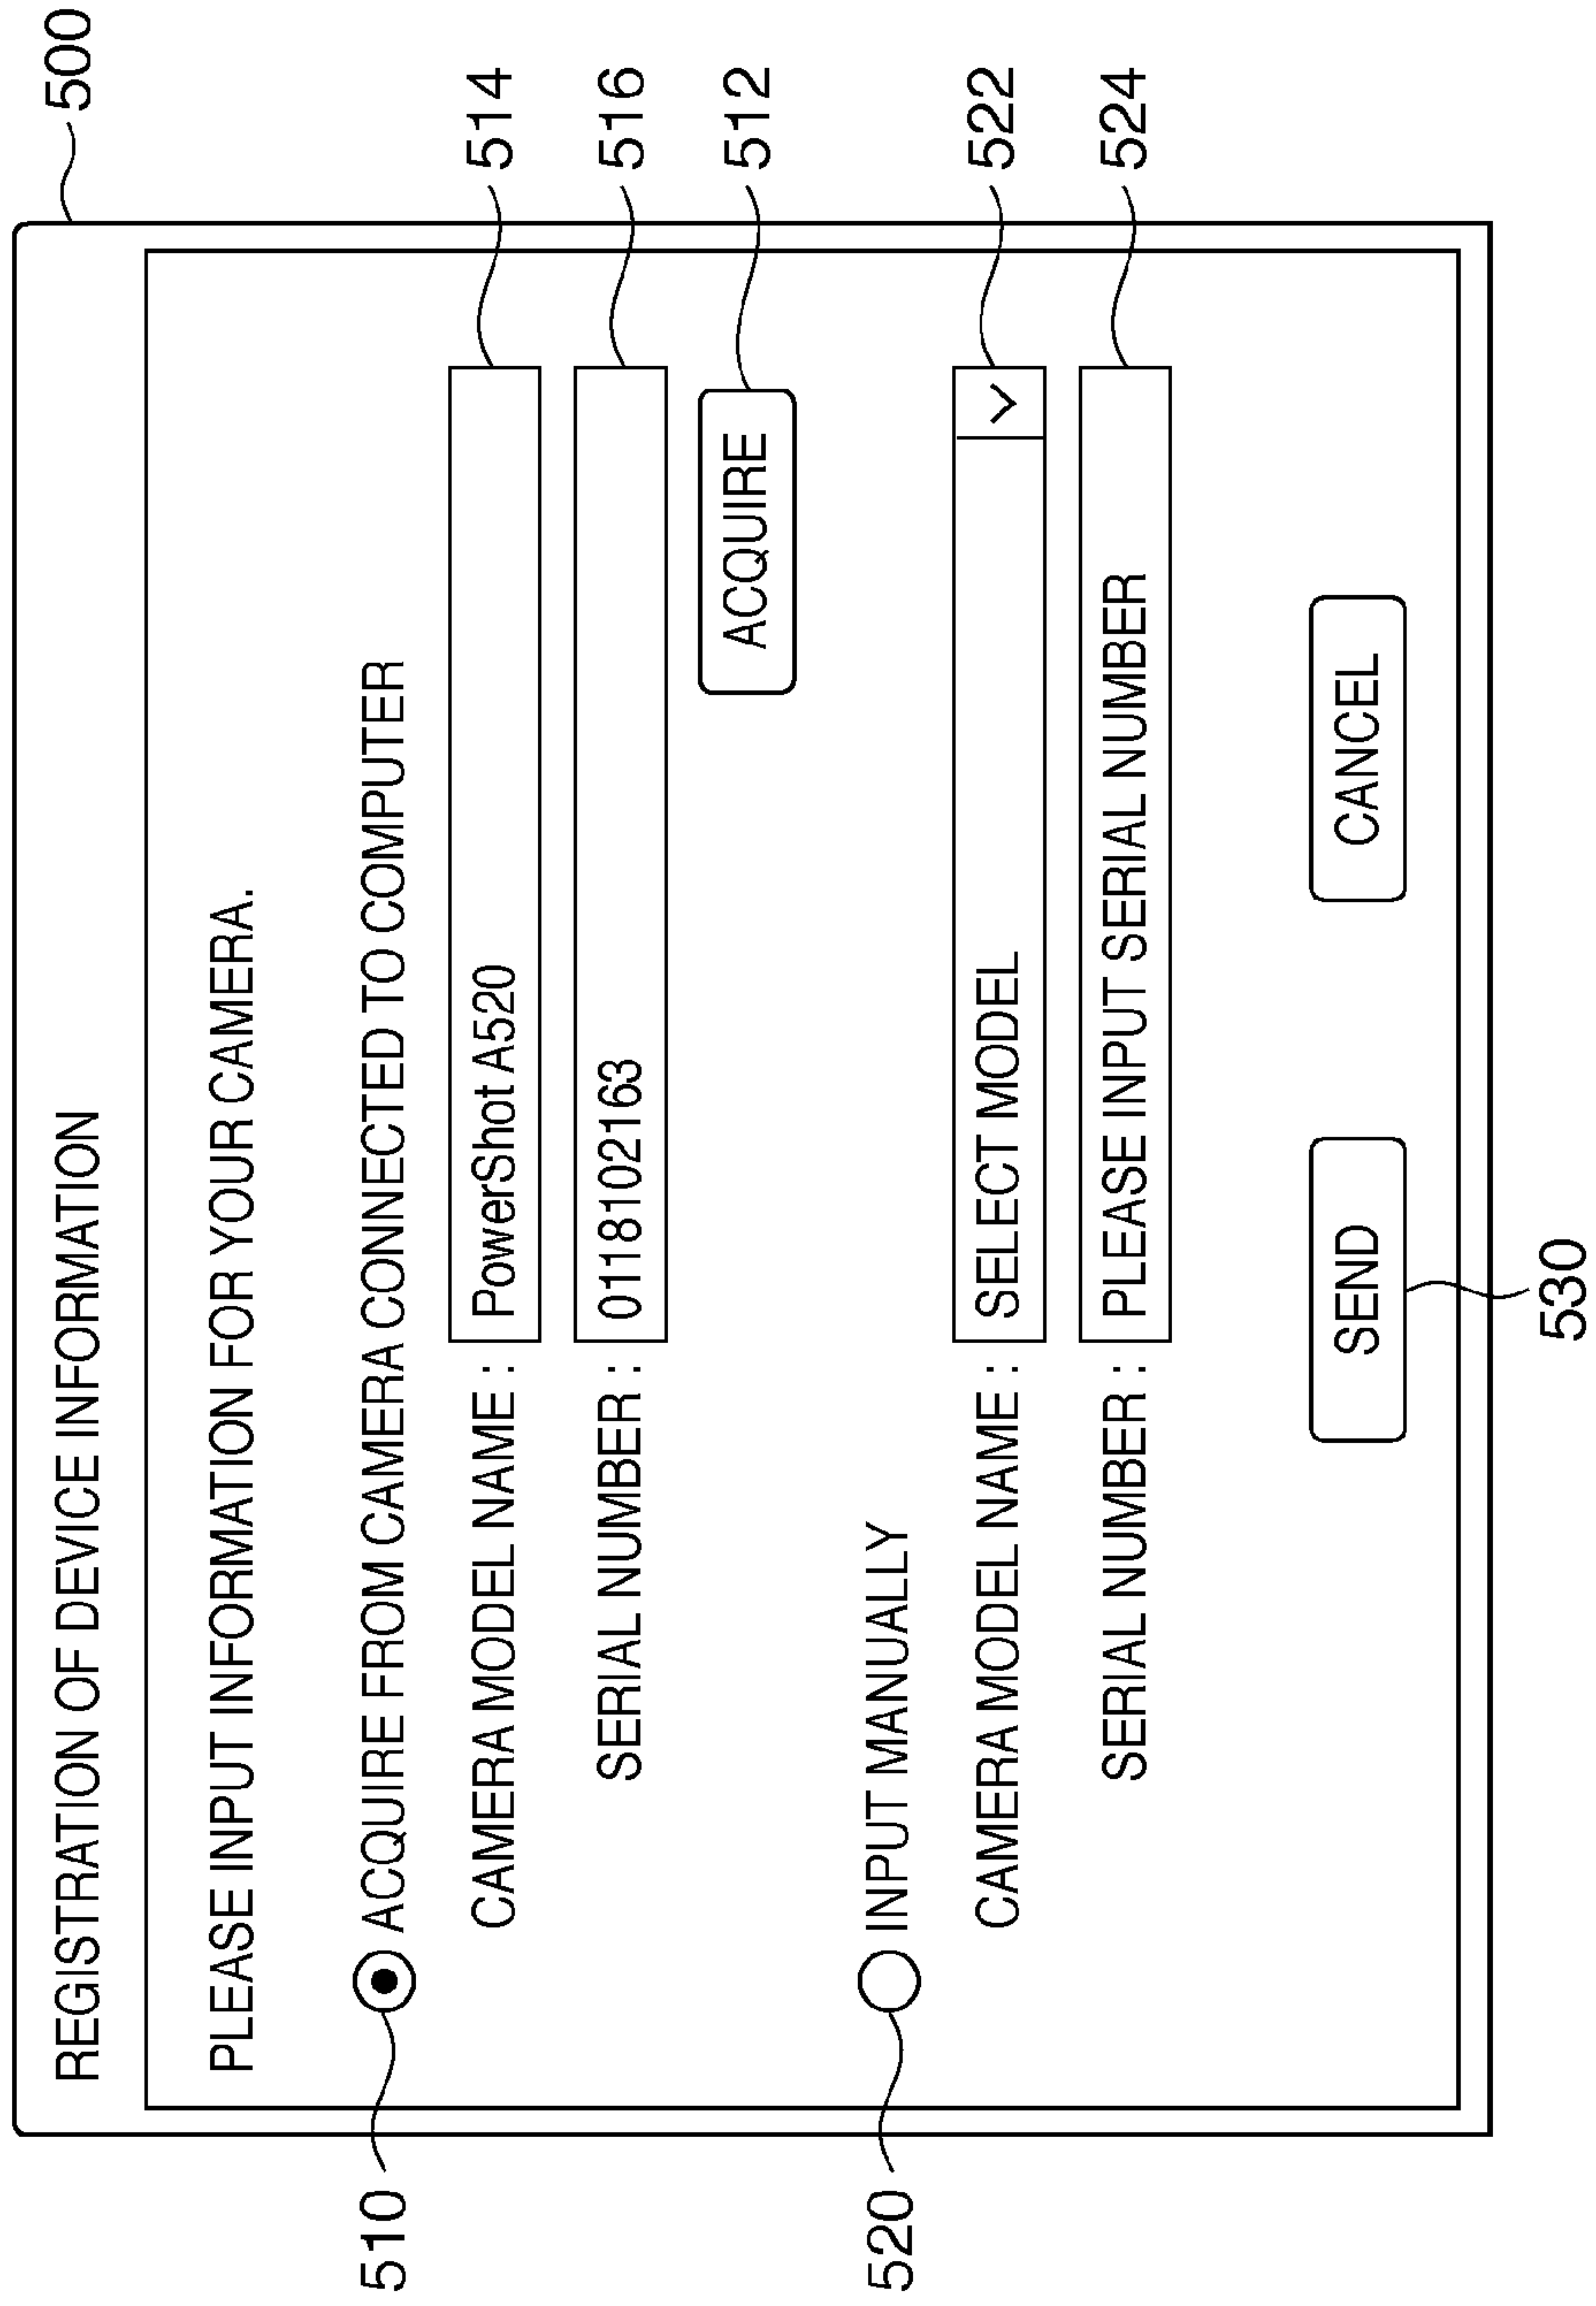 500
REGISTRATION OF DEVICE INFORMATION
PLEASE INPUT INFORMATION FOR YOUR CAMERA.
510
ACQUIRE FROM CAMERA CONNECTED TO COMPUTER
CAMERA MODEL NAME : PowerShot A520 514
SERIAL NUMBER : 0118102163 516
ACQUIRE 512
520
INPUT MANUALLY
CAMERA MODEL NAME : SELECT MODEL 522
SERIAL NUMBER : PLEASE INPUT SERIAL NUMBER 524
SEND CANCEL
530